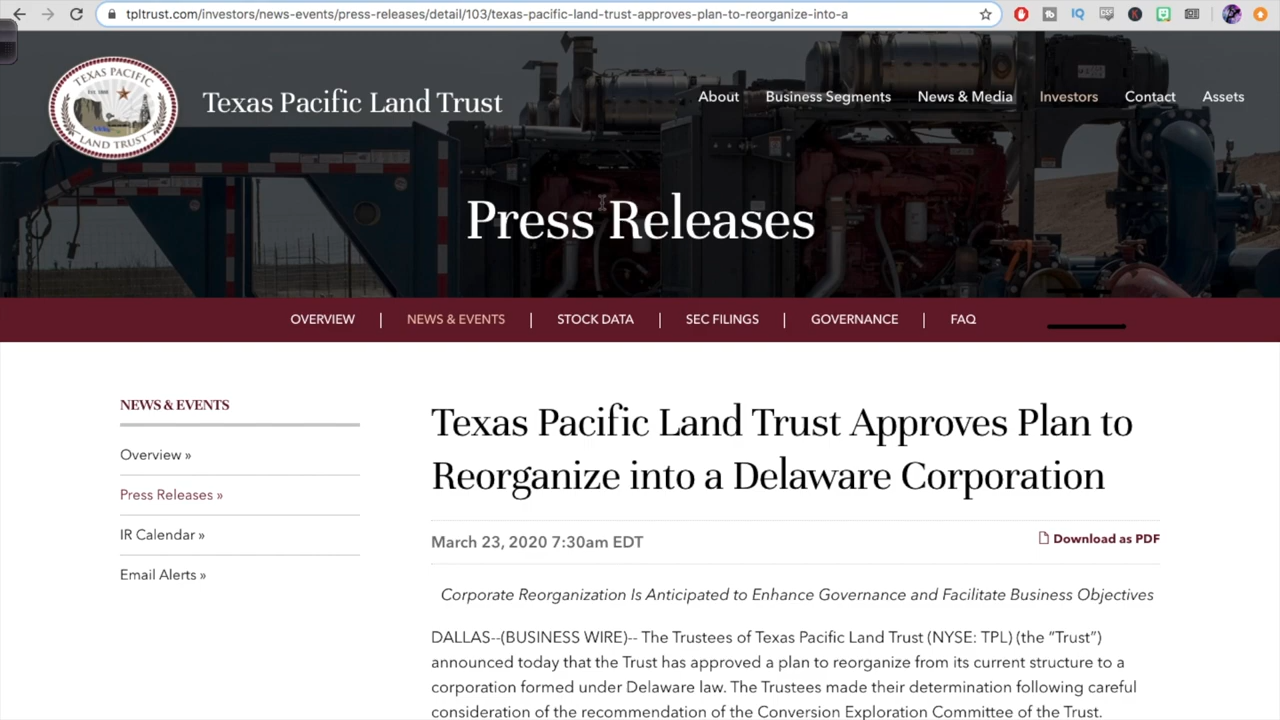 tpltrust.com/investors/news-events/press-releases/detail/103/texas-pacific-land-trust-approves-plan-to-reorganize-into-a
TEXAS PACIFIC
Est. 1888
LAND TRUST
Texas Pacific Land Trust
About Business Segments News & Media Investors Contact Assets
Press Releases
OVERVIEW | NEWS & EVENTS | STOCK DATA | SEC FILINGS | GOVERNANCE | FAQ
NEWS & EVENTS
Overview »
Press Releases »
IR Calendar »
Email Alerts »
Texas Pacific Land Trust Approves Plan to
Reorganize into a Delaware Corporation
March 23, 2020 7:30am EDT
Download as PDF
Corporate Reorganization Is Anticipated to Enhance Governance and Facilitate Business Objectives
DALLAS--(BUSINESS WIRE)-- The Trustees of Texas Pacific Land Trust (NYSE: TPL) (the “Trust”)
announced today that the Trust has approved a plan to reorganize from its current structure to a
corporation formed under Delaware law. The Trustees made their determination following careful
consideration of the recommendation of the Conversion Exploration Committee of the Trust.